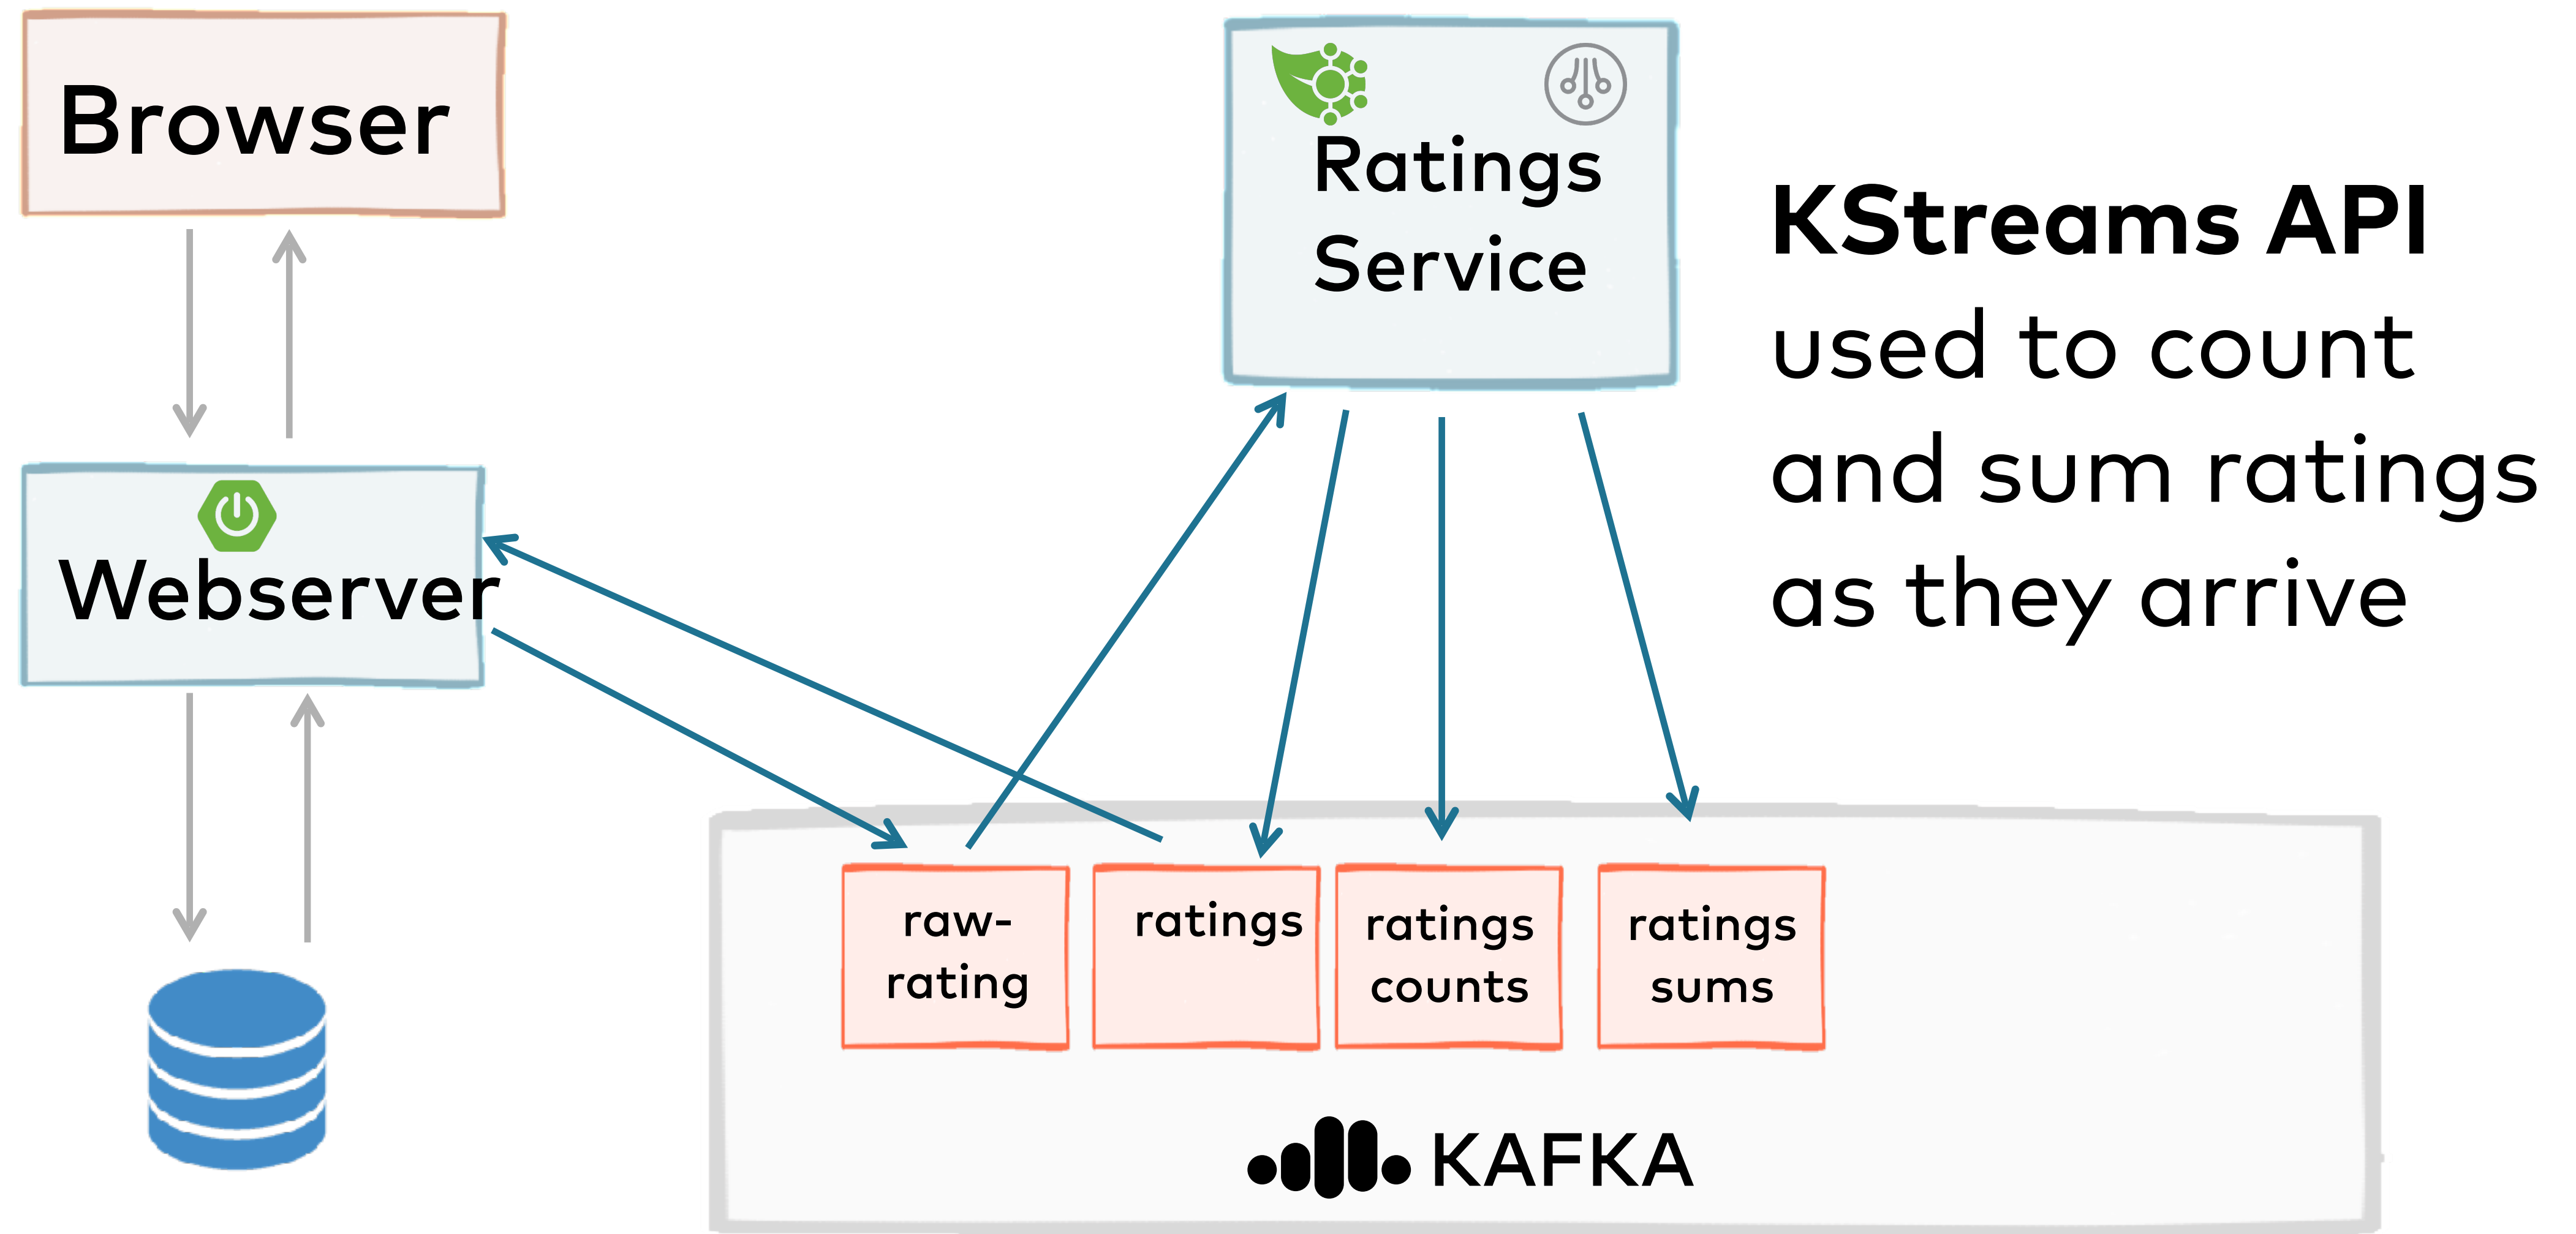 Browser
Ratings
Service
KStreams API
used to count
and sum ratings
as they arrive
Webserver
raw-
rating
ratings
ratings
counts
ratings
sums
KAFKA